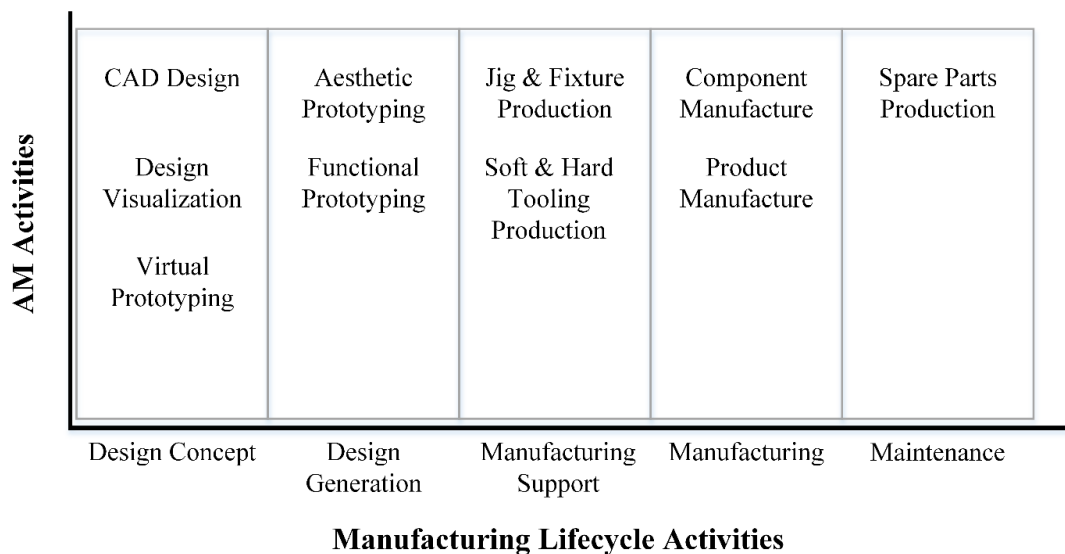 AM Activities
CAD Design
Design
Visualization
Virtual
Prototyping
Aesthetic
Prototyping
Functional
Prototyping
Jig & Fixture
Production
Soft & Hard
Tooling
Production
Component
Manufacture
Product
Manufacture
Spare Parts
Production
Design Concept
Design
Generation
Manufacturing
Support
Manufacturing
Maintenance
Manufacturing Lifecycle Activities